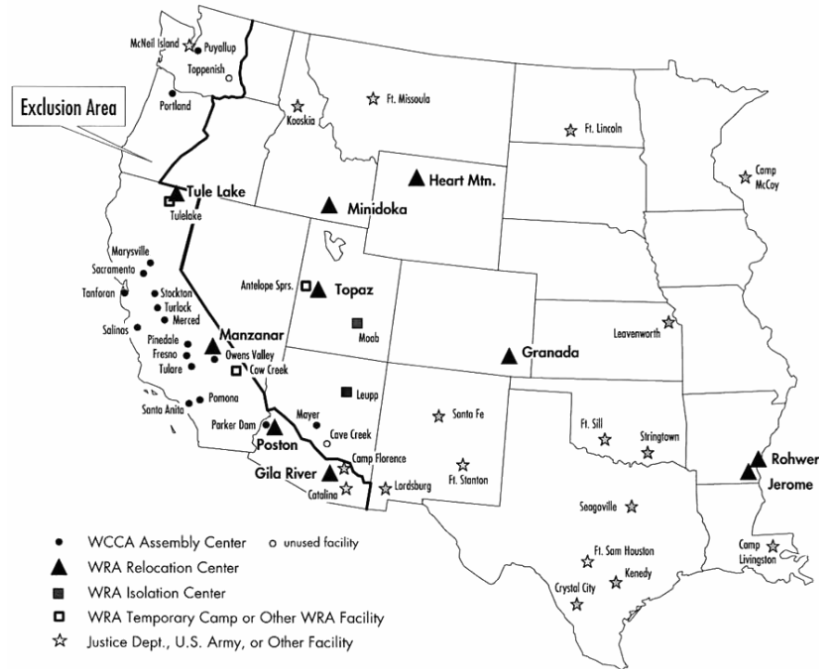 McNeil Island
Puyallup
Toppenish
Exclusion Area
Portland
Kooskia
Ft. Missoula
Ft. Lincoln
Camp
McCoy
Heart Mtn.
Tule Lake
Tulelake
Minidoka
Marysville
Sacramento
Tanforan
Stockton
Turlock
Merced
Salinas
Antelope Sprs.
Topaz
Moab
Leavenworth
Manzanar
Pinedale
Fresno
Owens Valley
Tulare
Cow Creek
Granada
Leupp
Pomona
Santa Anita
Parker Dam
Mayer
Poston
Cave Creek
Santa Fe
Ft. Sill
Stringtown
Rohwer
Jerome
Camp Florence
Gila River
Catalina
Lordsburg
Ft. Stanton
Seagoville
Ft. Sam Houston
Kenedy
Crystal City
Camp
Livingston
WCCA Assembly Center
unused facility
WRA Relocation Center
WRA Isolation Center
WRA Temporary Camp or Other WRA Facility
Justice Dept., U.S. Army, or Other Facility